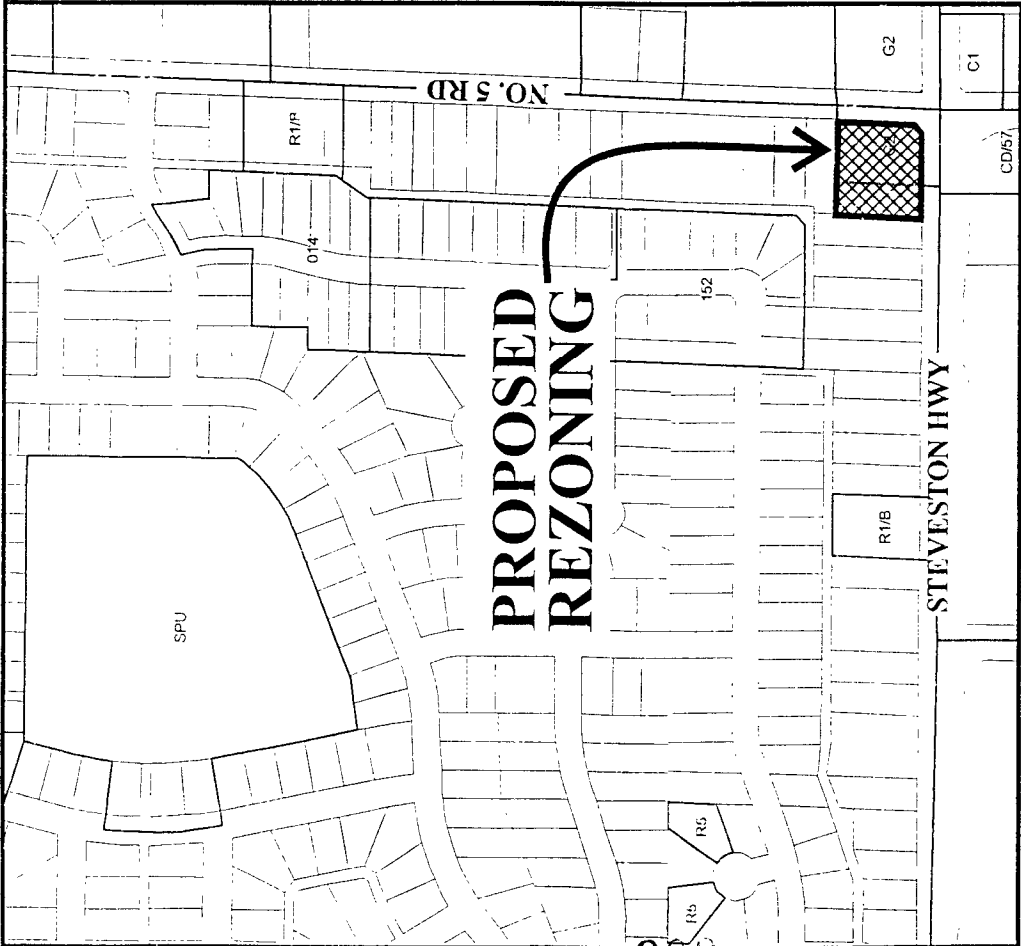 G2
C1
NO. 5 RD
R1/B
CD/57
014
152
PROPOSED
REZONING
STEVESTON HWY
R1/B
SPU
R5
R5